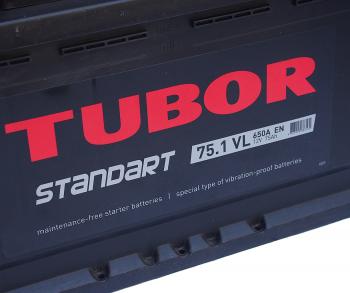 TUBOR
STANDART
75.1 VL
650A EN
12V 75Ah
maintenance-free starter batteries | special type of vibration-proof batteries